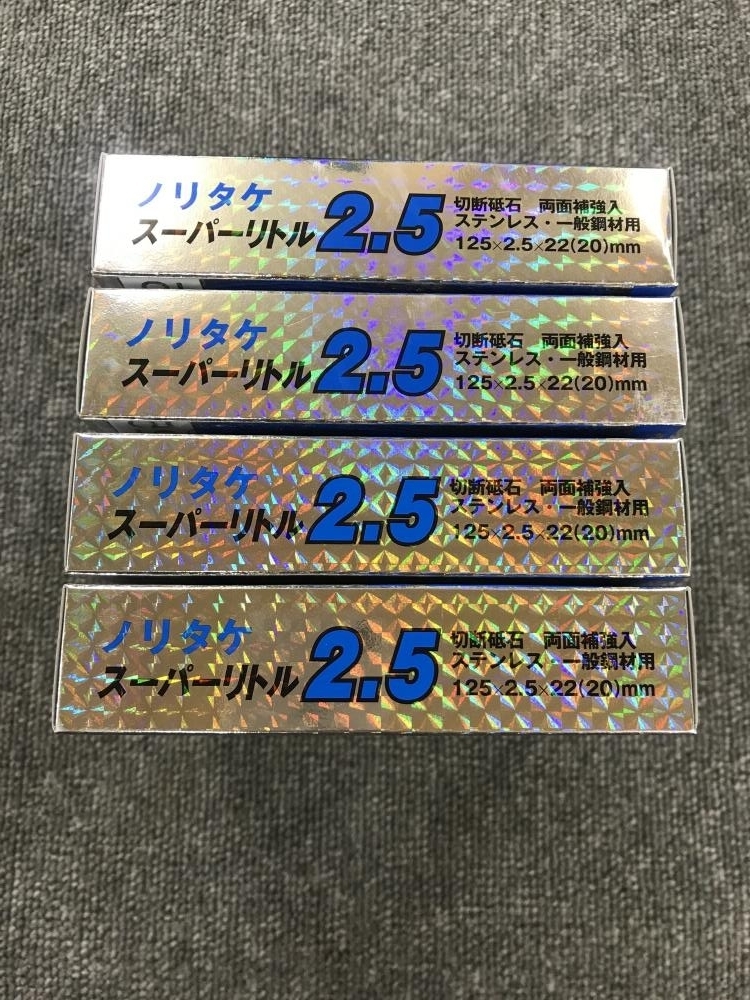 ノリタケ
スーパーリトル 2.5
切断砥石 両面補強入
ステンレス・一般鋼材用
125×2.5×22(20)mm
ノリタケ
スーパーリトル 2.5
切断砥石 両面補強入
ステンレス・一般鋼材用
125×2.5×22(20)mm
ノリタケ
スーパーリトル 2.5
切断砥石 両面補強入
ステンレス・一般鋼材用
125×2.5×22(20)mm
ノリタケ
スーパーリトル 2.5
切断砥石 両面補強入
ステンレス・一般鋼材用
125×2.5×22(20)mm